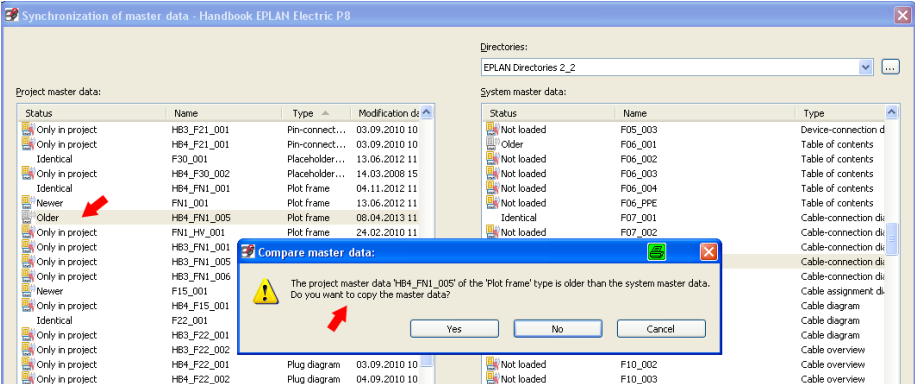 Synchronization of master data - Handbook EPLAN Electric P8
Directories:
EPLAN Directories 2_2
...
Project master data:
System master data:
Status Name Type Modification da
Only in project HB3_F21_001 Pin-connect... 03.09.2010 10
Only in project HB4_F21_001 Pin-connect... 03.09.2010 10
Identical F30_001 Placeholder... 13.06.2012 11
Only in project HB4_F30_002 Placeholder... 14.03.2008 15
Identical HB4_FN1_001 Plot frame 04.11.2012 11
Newer FN1_001 Plot frame 13.06.2012 11
Older HB4_FN1_005 Plot frame 08.04.2013 11
Only in project FN1_HV_001 Plot frame 24.02.2010 11
Only in project HB3_FN1_001
Only in project HB3_FN1_005
Only in project HB3_FN1_006
Newer F15_001
Only in project HB4_F15_001
Identical F22_001
Only in project HB3_F22_001
Only in project HB3_F22_002
Only in project HB4_F22_001 Plug diagram 03.09.2010 10
Only in project HB4_F22_002 Plug diagram 04.09.2010 10
Status Name Type
Not loaded F05_003 Device-connection d
Older F06_001 Table of contents
Not loaded F06_002 Table of contents
Not loaded F06_003 Table of contents
Not loaded F06_004 Table of contents
Not loaded F06_PPE Table of contents
Identical F07_001 Cable-connection dia
Not loaded F07_002 Cable-connection dia
Cable-connection dia
Cable-connection dia
Cable-connection dia
Cable assignment di
Cable diagram
Cable diagram
Cable diagram
Cable overview
Not loaded F10_002 Cable overview
Not loaded F10_003 Cable overview
Compare master data:
The project master data 'HB4_FN1_005' of the 'Plot frame' type is older than the system master data.
Do you want to copy the master data?
Yes No Cancel